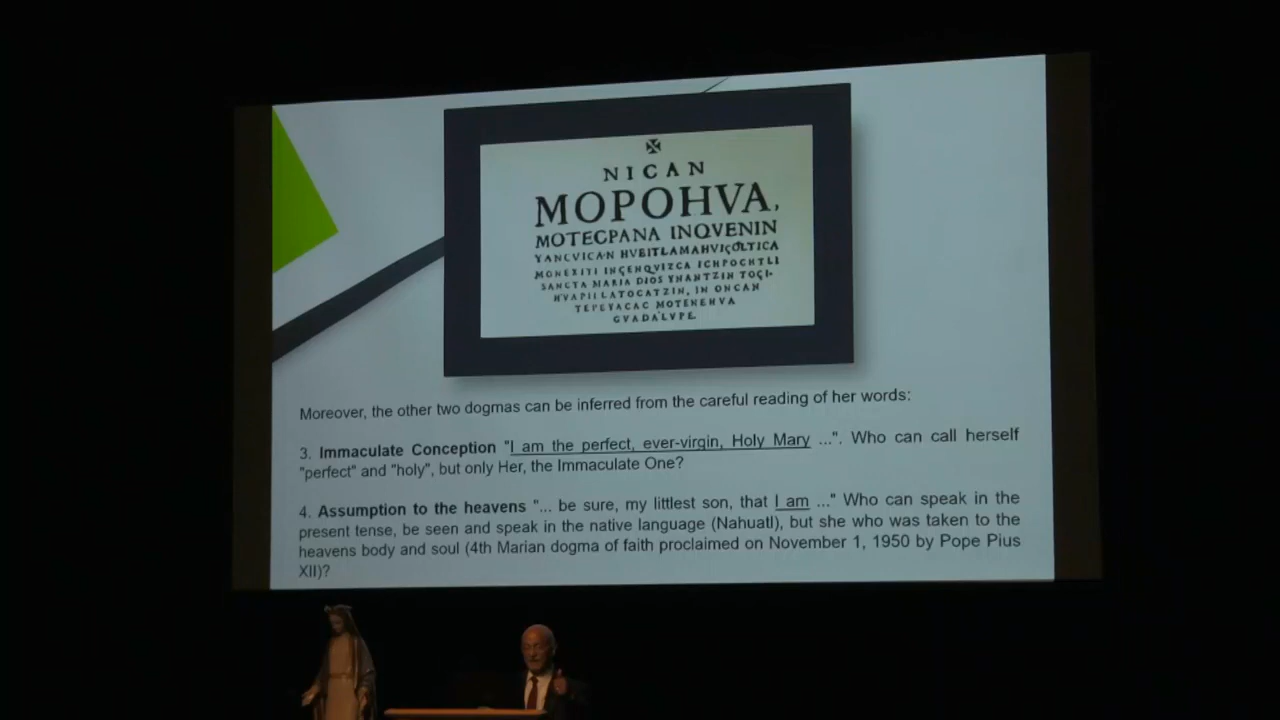 NICAN
MOPOHVA,
MOTECPANA INQVENIN
YANCVICAN HVEITLAMAHVIÇOLTICA
MONEXITI INÇENQVIZCA ICHPOCHTLI
SANCTA MARIA DIOS YNANTZIN TOÇI-
HVAPILLATOCATZIN, IN ONCAN
TEPEYACAC MOTENEHVA
GVADALVPE.
Moreover, the other two dogmas can be inferred from the careful reading of her words:
3. Immaculate Conception "I am the perfect, ever-virgin, Holy Mary ...". Who can call herself
"perfect" and "holy", but only Her, the Immaculate One?
4. Assumption to the heavens "... be sure, my littlest son, that I am ..." Who can speak in the
present tense, be seen and speak in the native language (Nahuatl), but she who was taken to the
heavens body and soul (4th Marian dogma of faith proclaimed on November 1, 1950 by Pope Pius
XII)?